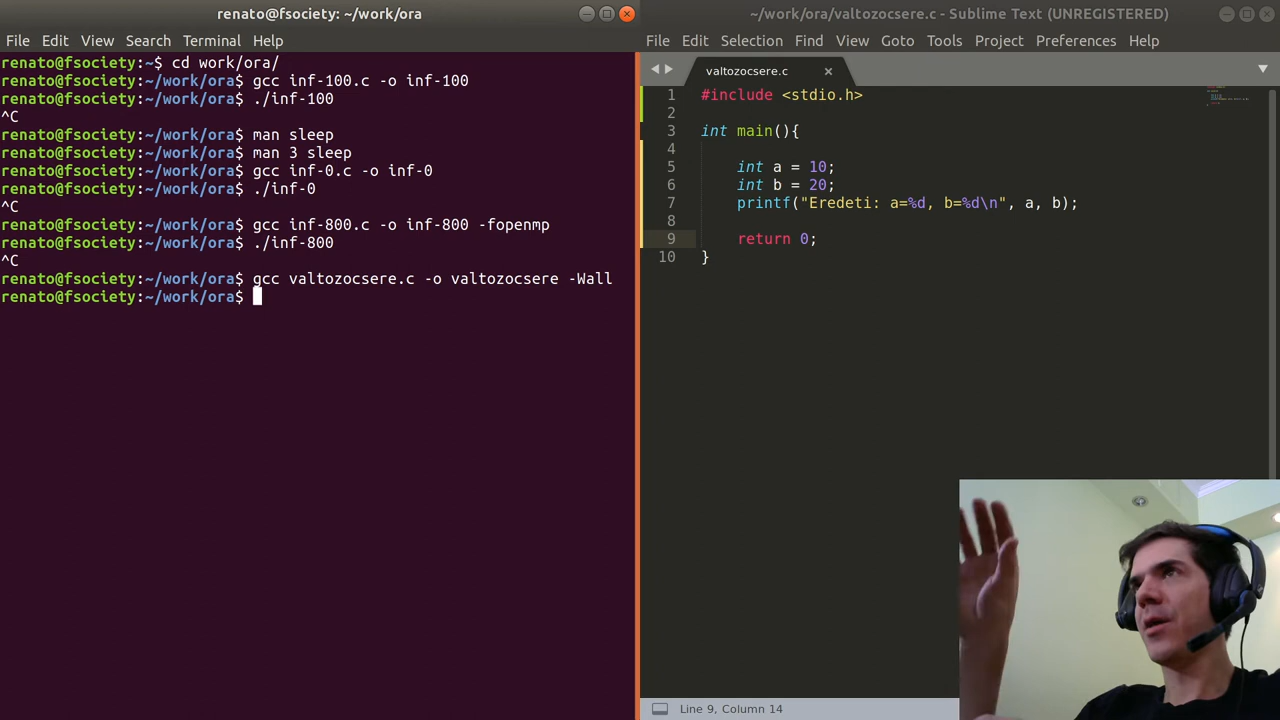 renato@fsociety: ~/work/ora
File Edit View Search Terminal Help
renato@fsociety:~$ cd work/ora/
renato@fsociety:~/work/ora$ gcc inf-100.c -o inf-100
renato@fsociety:~/work/ora$ ./inf-100
^C
renato@fsociety:~/work/ora$ man sleep
renato@fsociety:~/work/ora$ man 3 sleep
renato@fsociety:~/work/ora$ gcc inf-0.c -o inf-0
renato@fsociety:~/work/ora$ ./inf-0
^C
renato@fsociety:~/work/ora$ gcc inf-800.c -o inf-800 -fopenmp
renato@fsociety:~/work/ora$ ./inf-800
^C
renato@fsociety:~/work/ora$ gcc valtozocsere.c -o valtozocsere -Wall
renato@fsociety:~/work/ora$
~/work/ora/valtozocsere.c - Sublime Text (UNREGISTERED)
File Edit Selection Find View Goto Tools Project Preferences Help
valtozocsere.c
1 #include <stdio.h>
2
3 int main(){
4
5 int a = 10;
6 int b = 20;
7 printf("Eredeti: a=%d, b=%d\n", a, b);
8
9 return 0;
10 }
Line 9, Column 14